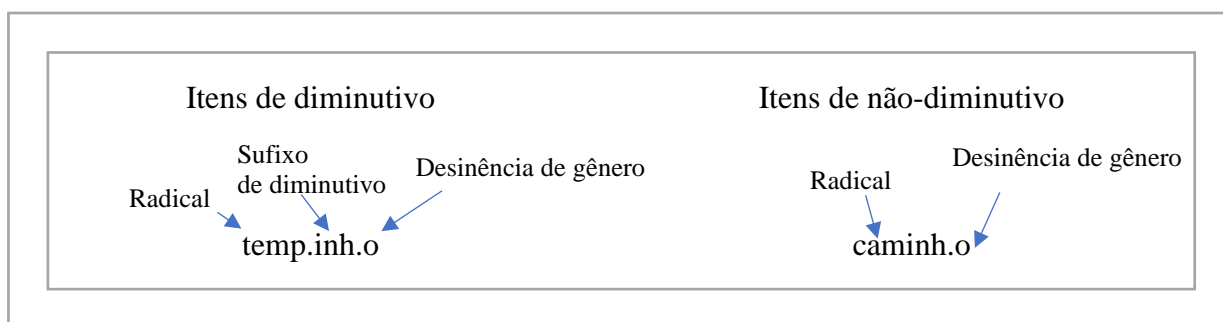 Itens de diminutivo
Sufixo
de diminutivo
Desinência de gênero
Radical
temp.inh.o
Itens de não-diminutivo
Desinência de gênero
Radical
caminh.o